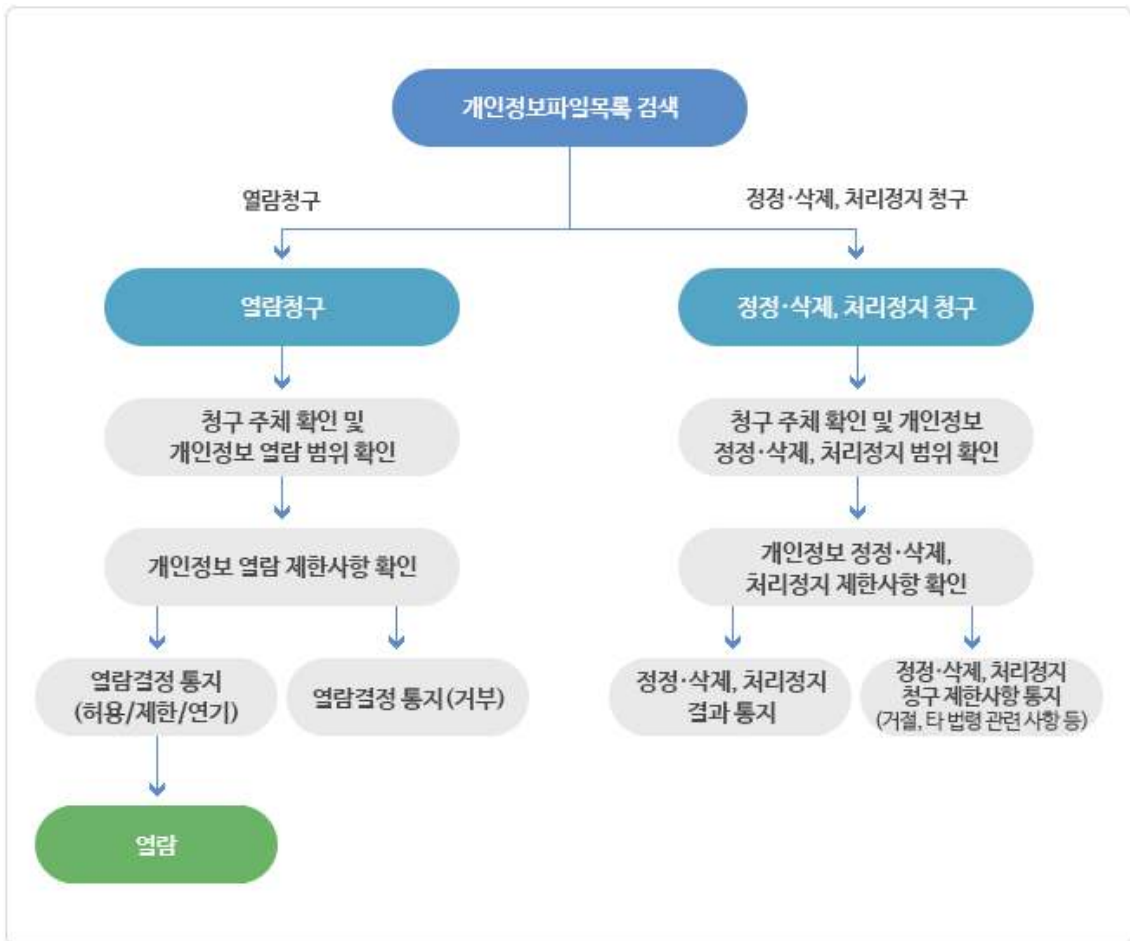 개인정보파일목록 검색
열람청구
정정·삭제, 처리정지 청구
열람청구
정정·삭제, 처리정지 청구
청구 주체 확인 및
개인정보 열람 범위 확인
청구 주체 확인 및 개인정보
정정·삭제, 처리정지 범위 확인
개인정보 열람 제한사항 확인
개인정보 정정·삭제,
처리정지 제한사항 확인
열람결정 통지
(허용/제한/연기)
열람결정 통지(거부)
정정·삭제, 처리정지
결과 통지
정정·삭제, 처리정지
청구 제한사항 통지
(거절, 타 법령 관련 사항 등)
열람